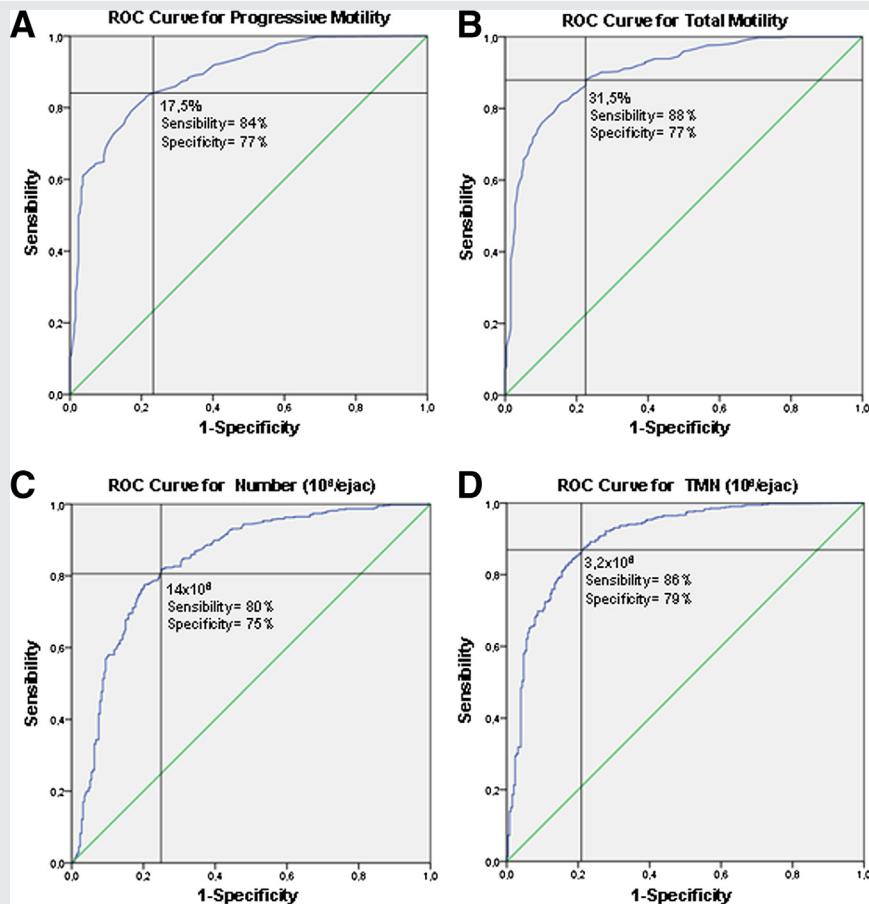 A
ROC Curve for Progressive Motility
1,0
0,8
0,6
0,4
0,2
0,0
Sensibility
17,5%
Sensibility= 84%
Specificity= 77%
0,0 0,2 0,4 0,6 0,8 1,0
1-Specificity
B
ROC Curve for Total Motility
1,0
0,8
0,6
0,4
0,2
0,0
Sensibility
31,5%
Sensibility= 88%
Specificity= 77%
0,0 0,2 0,4 0,6 0,8 1,0
1-Specificity
C
ROC Curve for Number (10⁶/ejac)
1,0
0,8
0,6
0,4
0,2
0,0
Sensibility
14x10⁶
Sensibility= 80%
Specificity= 75%
0,0 0,2 0,4 0,6 0,8 1,0
1-Specificity
D
ROC Curve for TMN (10⁶/ejac)
1,0
0,8
0,6
0,4
0,2
0,0
Sensibility
3,2x10⁶
Sensibility= 86%
Specificity= 79%
0,0 0,2 0,4 0,6 0,8 1,0
1-Specificity